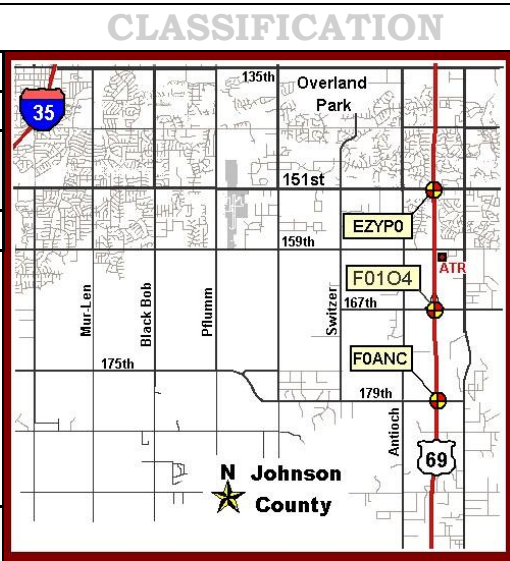 CLASSIFICATION
135th
Overland
Park
35
151st
EZYP0
159th
ATR
F01O4
167th
Mur-Len
Black Bob
Pflumm
Switzer
175th
F0ANC
179th
Antioch
69
N Johnson
County